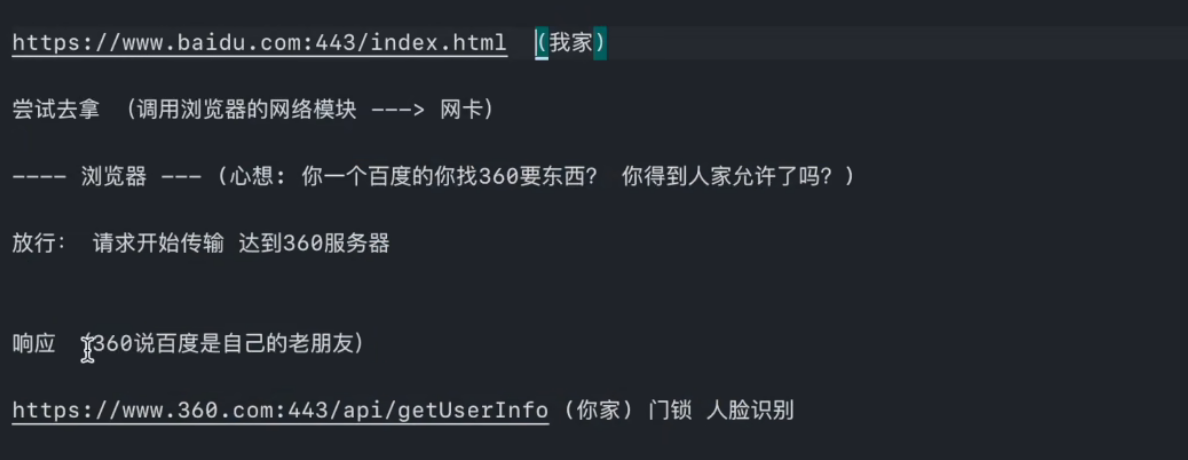 https://www.baidu.com:443/index.html (我家)
尝试去拿 (调用浏览器的网络模块 ---> 网卡)
---- 浏览器 --- (心想: 你一个百度的你找360要东西? 你得到人家允许了吗? )
放行: 请求开始传输 达到360服务器
响应 (360说百度是自己的老朋友)
https://www.360.com:443/api/getUserInfo (你家) 门锁 人脸识别